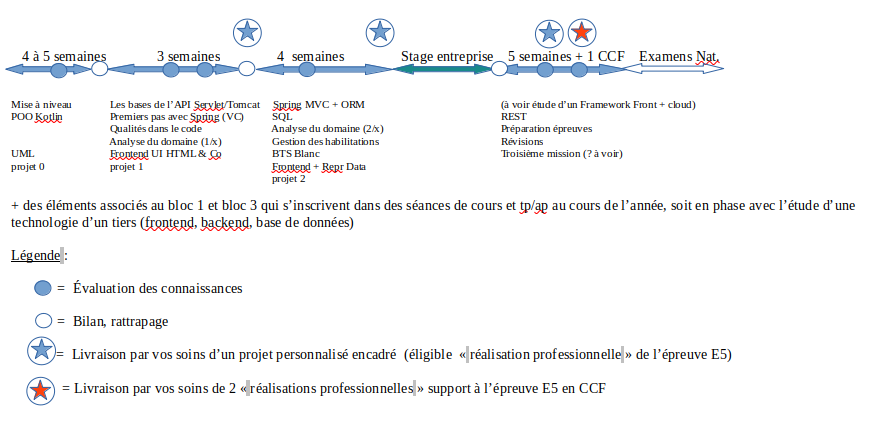 4 à 5 semaines
3 semaines
4 semaines
Stage entreprise
5 semaines + 1 CCF
Examens Nat.
Mise à niveau
POO Kotlin
UML
projet 0
Les bases de l'API Servlet/Tomcat
Premiers pas avec Spring (VC)
Qualités dans le code
Analyse du domaine (1/x)
Frontend UI HTML & Co
projet 1
Spring MVC + ORM
SQL
Analyse du domaine (2/x)
Gestion des habilitations
BTS Blanc
Frontend + Repr Data
projet 2
(à voir étude d'un Framework Front + cloud)
REST
Préparation épreuves
Révisions
Troisième mission (? à voir)
+ des éléments associés au bloc 1 et bloc 3 qui s'inscrivent dans des séances de cours et tp/ap au cours de l'année, soit en phase avec l'étude d'une
technologie d'un tiers (frontend, backend, base de données)
Légende :
= Évaluation des connaissances
= Bilan, rattrapage
= Livraison par vos soins d'un projet personnalisé encadré (éligible « réalisation professionnelle » de l'épreuve E5)
= Livraison par vos soins de 2 « réalisations professionnelles » support à l'épreuve E5 en CCF